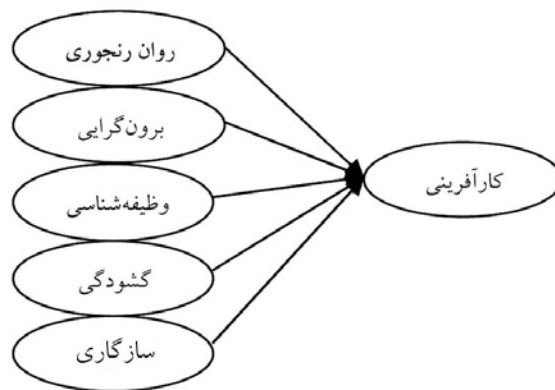 روان رنجوری
برون‌گرایی
وظیفه‌شناسی
گشودگی
سازگاری
کارآفرینی